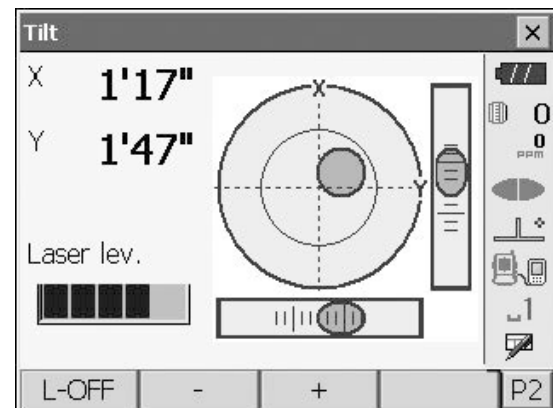 Tilt
X 1'17"
Y 1'47"
X
Y
Laser lev.
0
0
PPM
1
L-OFF - + P2